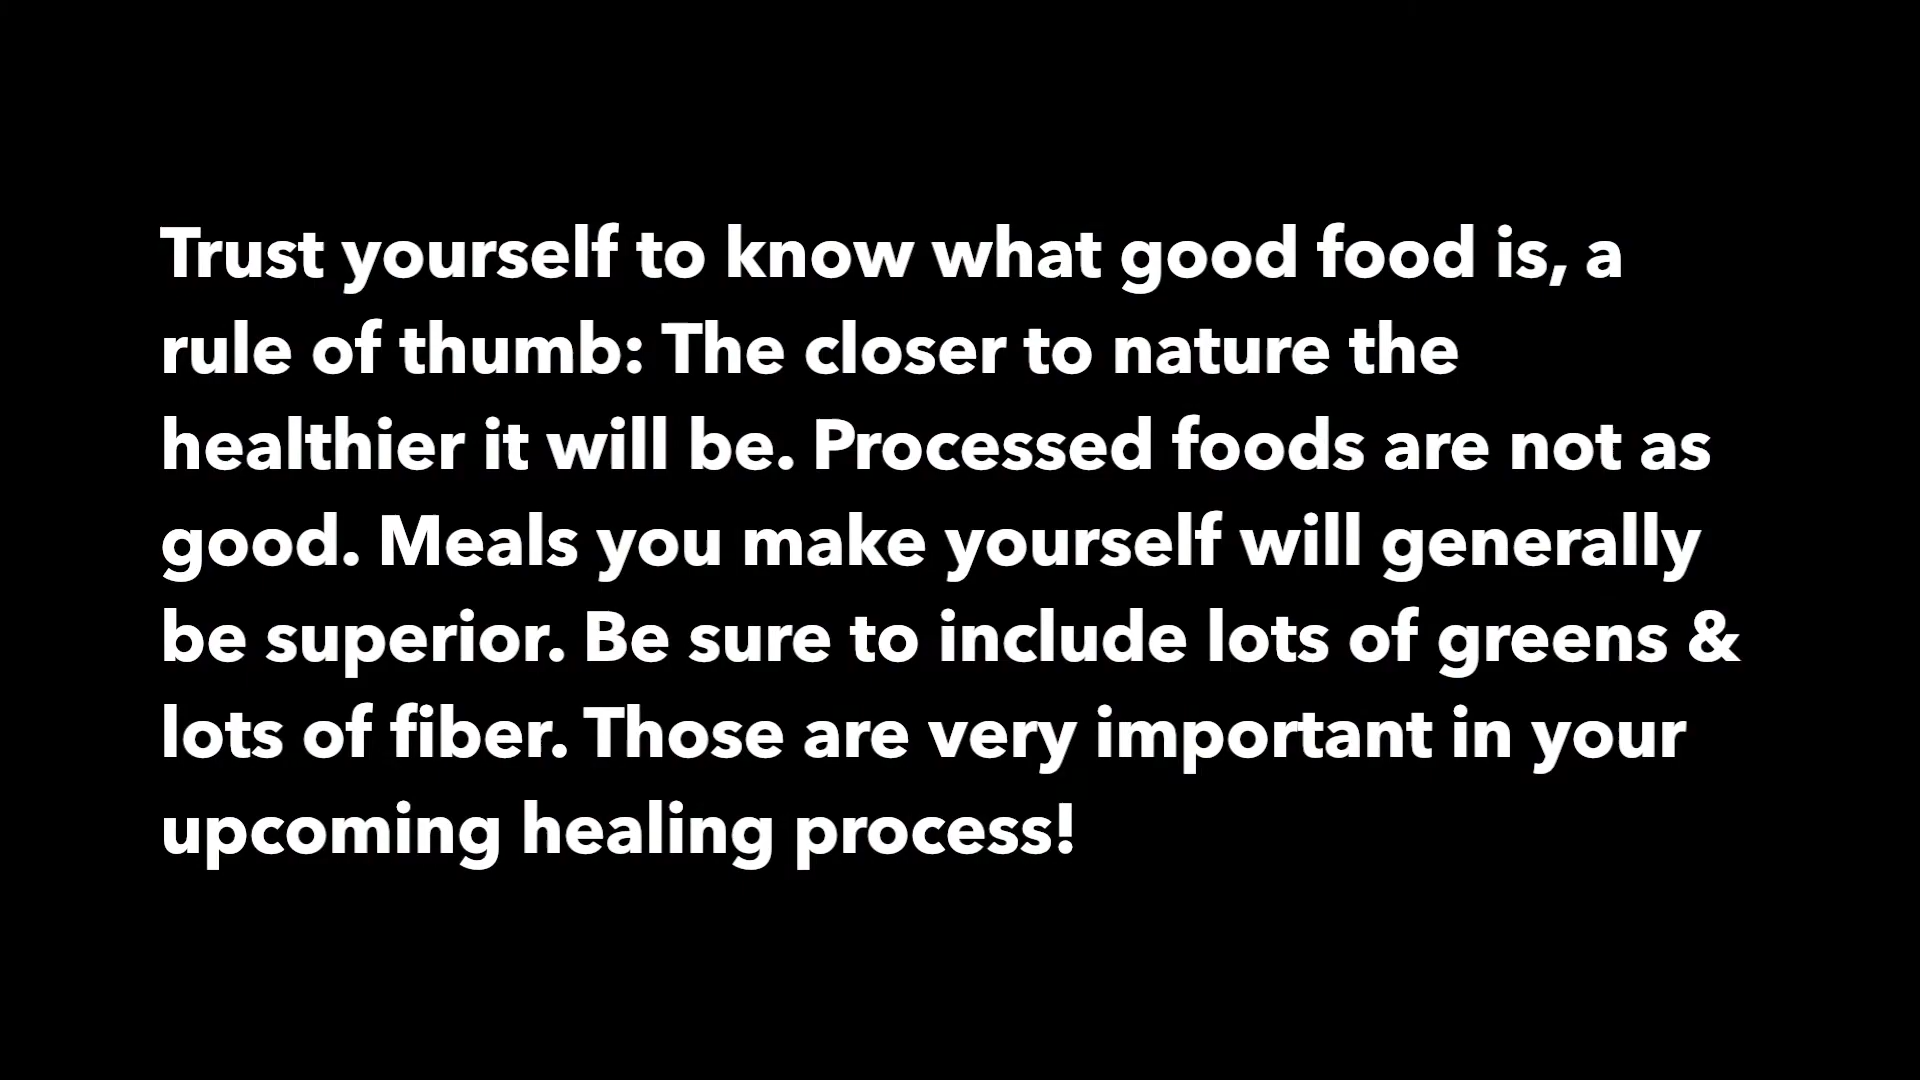 Trust yourself to know what good food is, a
rule of thumb: The closer to nature the
healthier it will be. Processed foods are not as
good. Meals you make yourself will generally
be superior. Be sure to include lots of greens &
lots of fiber. Those are very important in your
upcoming healing process!